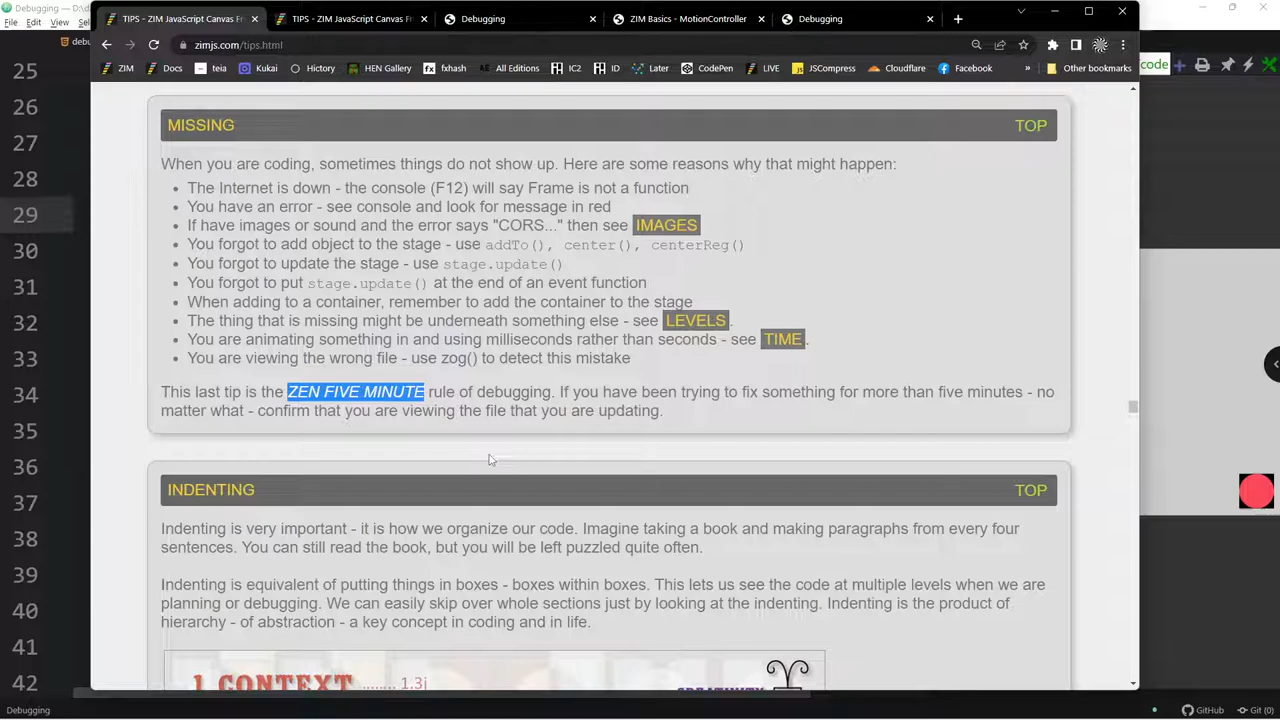 Debugging — D:\d
File Edit View S
debu
TIPS - ZIM JavaScript Canvas Fr
TIPS - ZIM JavaScript Canvas Fr
Debugging
ZIM Basics - MotionController
Debugging
zimjs.com/tips.html
ZIM
Docs
teia
Kukai
Hictory
HEN Gallery
fxhash
All Editions
IC2
ID
Later
CodePen
LIVE
JSCompress
Cloudflare
Facebook
»
Other bookmarks
code
25
26
27
28
29
30
31
32
33
34
35
36
37
38
39
40
41
42
MISSING
TOP
When you are coding, sometimes things do not show up. Here are some reasons why that might happen:
• The Internet is down - the console (F12) will say Frame is not a function
• You have an error - see console and look for message in red
• If have images or sound and the error says "CORS..." then see IMAGES
• You forgot to add object to the stage - use addTo(), center(), centerReg()
• You forgot to update the stage - use stage.update()
• You forgot to put stage.update() at the end of an event function
• When adding to a container, remember to add the container to the stage
• The thing that is missing might be underneath something else - see LEVELS.
• You are animating something in and using milliseconds rather than seconds - see TIME.
• You are viewing the wrong file - use zog() to detect this mistake
This last tip is the ZEN FIVE MINUTE rule of debugging. If you have been trying to fix something for more than five minutes - no
matter what - confirm that you are viewing the file that you are updating.
INDENTING
TOP
Indenting is very important - it is how we organize our code. Imagine taking a book and making paragraphs from every four
sentences. You can still read the book, but you will be left puzzled quite often.
Indenting is equivalent of putting things in boxes - boxes within boxes. This lets us see the code at multiple levels when we are
planning or debugging. We can easily skip over whole sections just by looking at the indenting. Indenting is the product of
hierarchy - of abstraction - a key concept in coding and in life.
1 CONTEXT ........ 1.3j
CREATIVITY
Debugging
GitHub
Git (0)